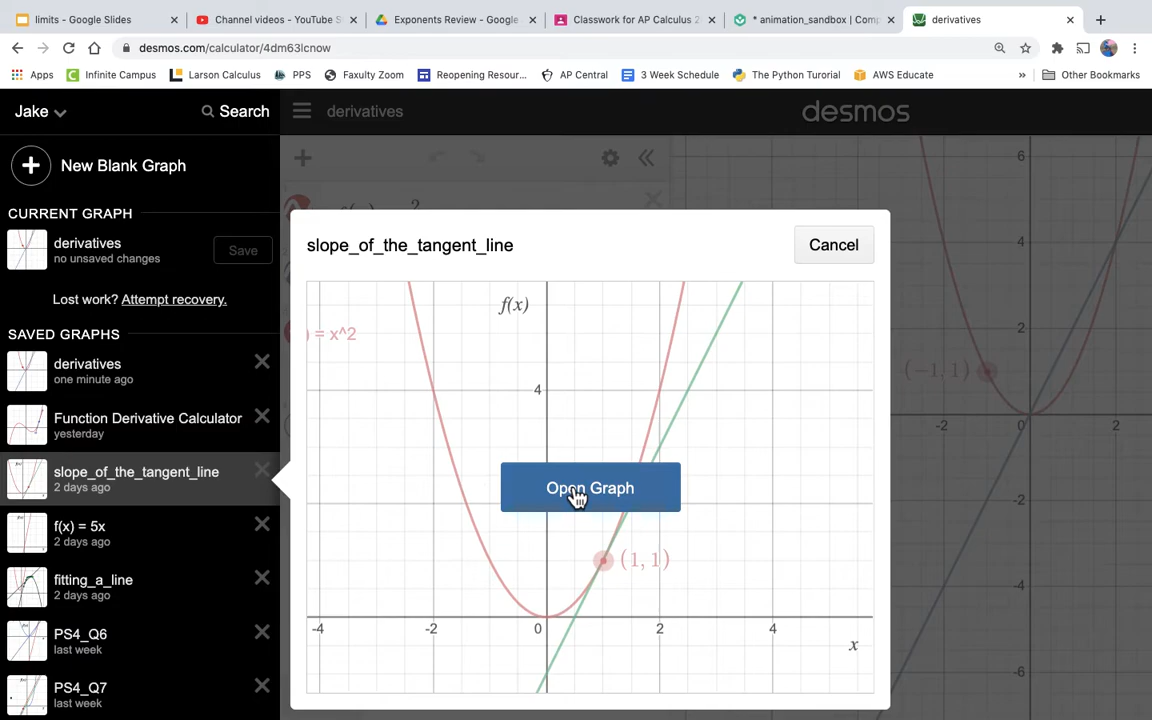 limits - Google Slides
Channel videos - YouTube S
Exponents Review - Google
Classwork for AP Calculus 2
* animation_sandbox | Comp
derivatives
desmos.com/calculator/4dm63lcnow
Apps
Infinite Campus
Larson Calculus
PPS
Faxulty Zoom
Reopening Resour...
AP Central
3 Week Schedule
The Python Turorial
AWS Educate
»
Other Bookmarks
Jake
Search
derivatives
desmos
New Blank Graph
CURRENT GRAPH
derivatives
no unsaved changes
Save
Lost work? Attempt recovery.
SAVED GRAPHS
derivatives
one minute ago
Function Derivative Calculator
yesterday
slope_of_the_tangent_line
2 days ago
f(x) = 5x
2 days ago
fitting_a_line
2 days ago
PS4_Q6
last week
PS4_Q7
last week
slope_of_the_tangent_line
Cancel
f(x)
) = x^2
4
Open Graph
(1, 1)
-4
-2
0
2
4
x
6
4
2
(−1, 1)
-2
0
2
-2
-4
-6